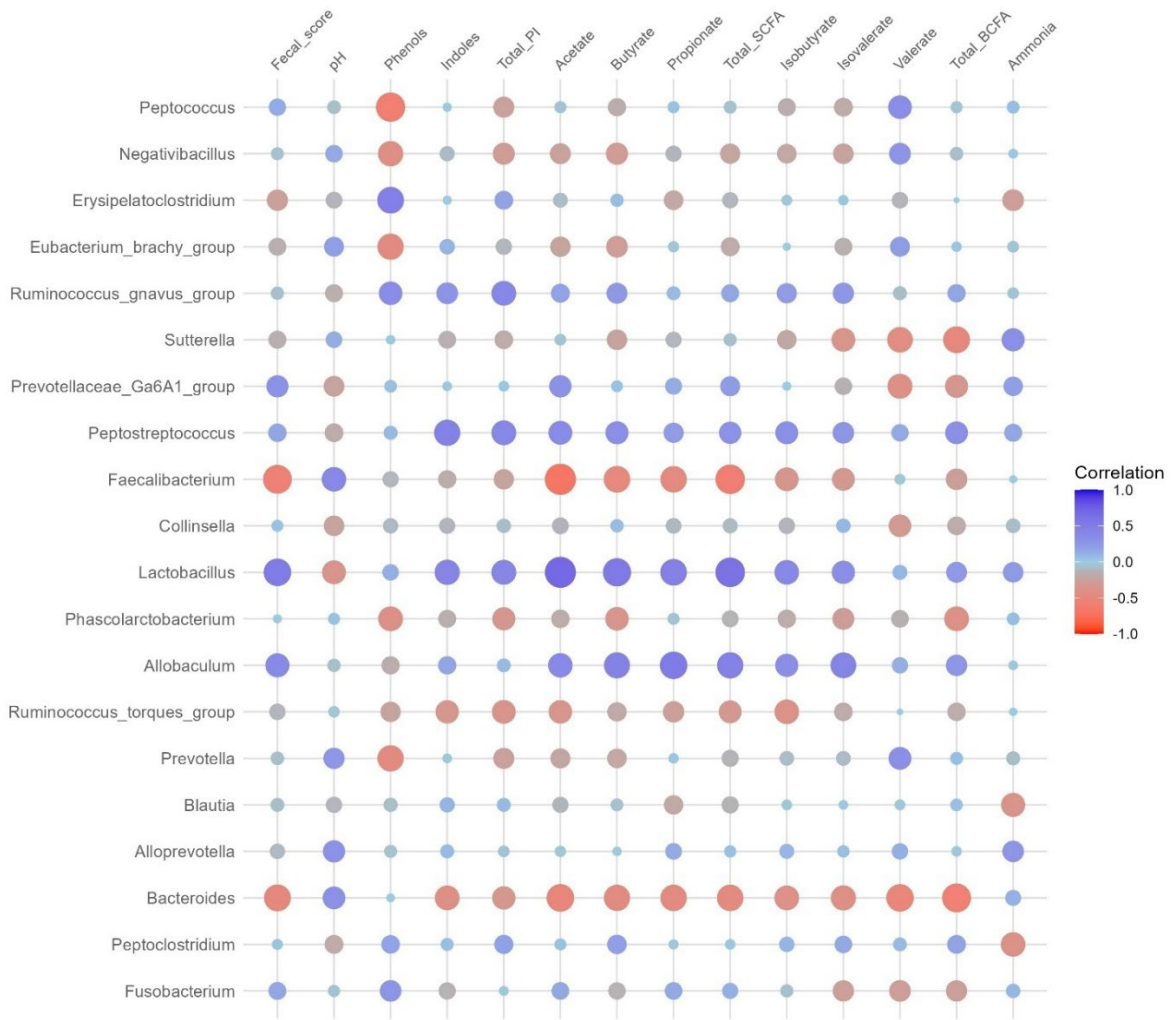 Fecal_score
pH
Phenols
Indoles
Total_PI
Acetate
Butyrate
Propionate
Total_SCFA
Isobutyrate
Isovalerate
Valerate
Total_BCFA
Ammonia
Peptococcus
Negativibacillus
Erysipelatoclostridium
Eubacterium_brachy_group
Ruminococcus_gnavus_group
Sutterella
Prevotellaceae_Ga6A1_group
Peptostreptococcus
Faecalibacterium
Collinsella
Lactobacillus
Phascolarctobacterium
Allobaculum
Ruminococcus_torques_group
Prevotella
Blautia
Alloprevotella
Bacteroides
Peptoclostridium
Fusobacterium
Correlation
1.0
0.5
0.0
-0.5
-1.0